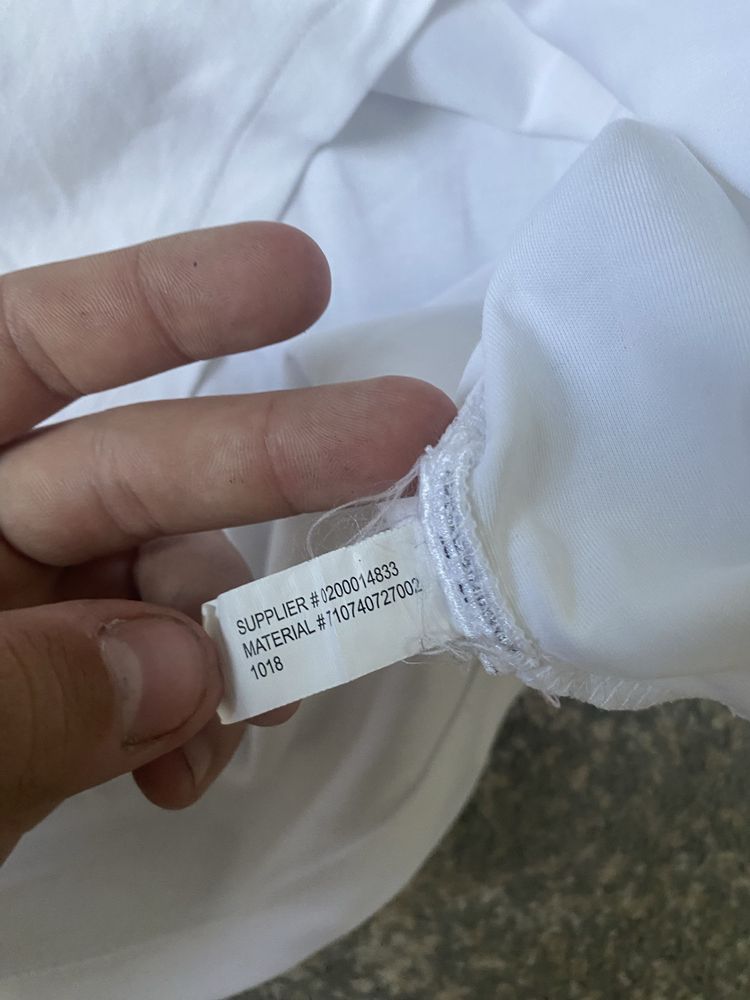 SUPPLIER #0200014833
MATERIAL #710740727002
1018